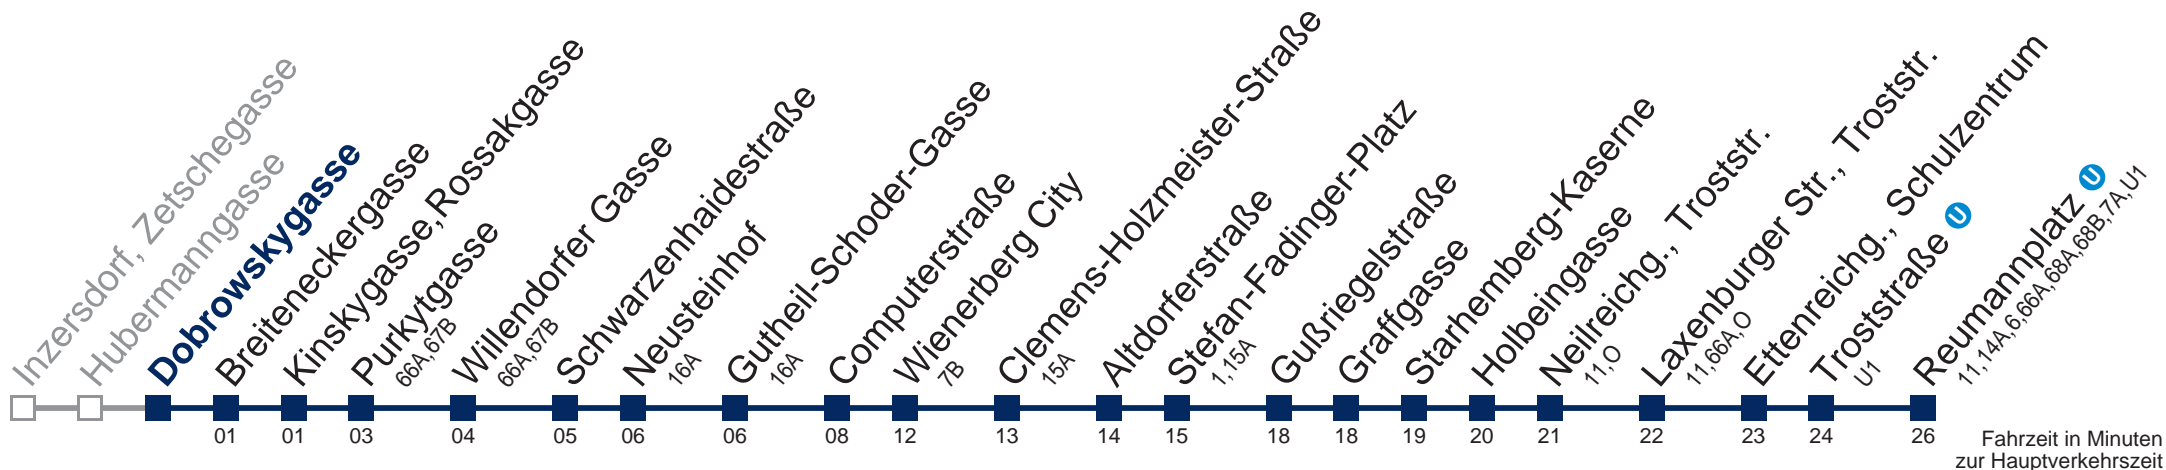 Inzersdorf, Zetschegasse
Hubermanngasse
Dobrowskygasse
Breiteneckergasse
01
Kinskygasse,Rossakgasse
01
Purkytgasse
66A,67B
03
Willendorfer Gasse
66A,67B
04
Schwarzenhaidestraße
05
Neusteinhof
16A
06
Gutheil-Schoder-Gasse
16A
06
Computerstraße
08
Wienerberg City
7B
12
Clemens-Holzmeister-Straße
15A
13
Altdorferstraße
14
Stefan-Fadinger-Platz
1,15A
15
Gußriegelstraße
18
Graffgasse
18
Starhemberg-Kaserne
19
Holbeingasse
20
Neilreichg., Troststr.
11,O
21
Laxenburger Str., Troststr.
11,66A,O
22
Ettenreichg., Schulzentrum
23
Troststraße U
U1
24
Reumannplatz U
11,14A,6,66A,68A,68B,7A,U1
26
Fahrzeit in Minuten
zur Hauptverkehrszeit